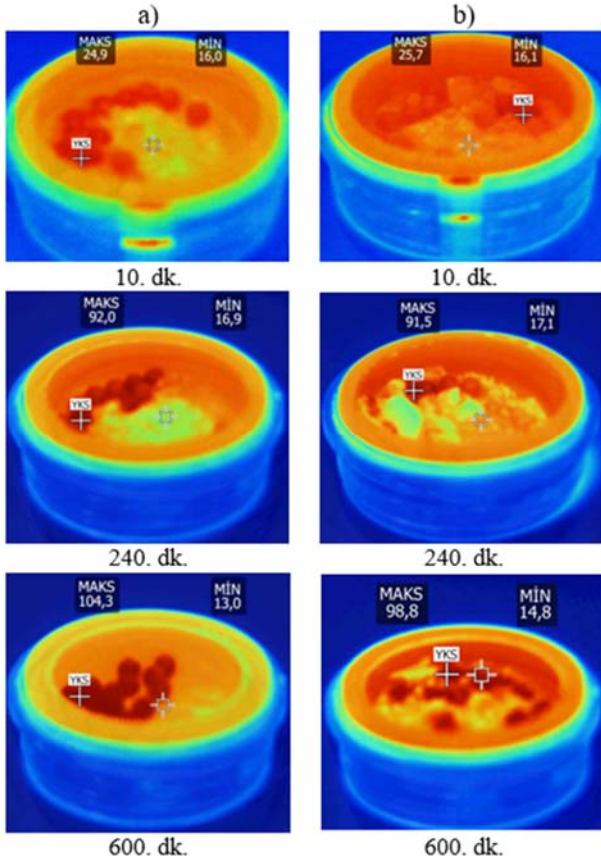 a) b)
MAKS MİN MAKS MİN
24,9 16,0 25,7 16,1
YKS
YKS
10. dk. 10. dk.
MAKS MİN MAKS MİN
92,0 16,9 91,5 17,1
YKS
YKS
240. dk. 240. dk.
MAKS MİN MAKS MİN
104,3 13,0 98,8 14,8
YKS
YKS
600. dk. 600. dk.